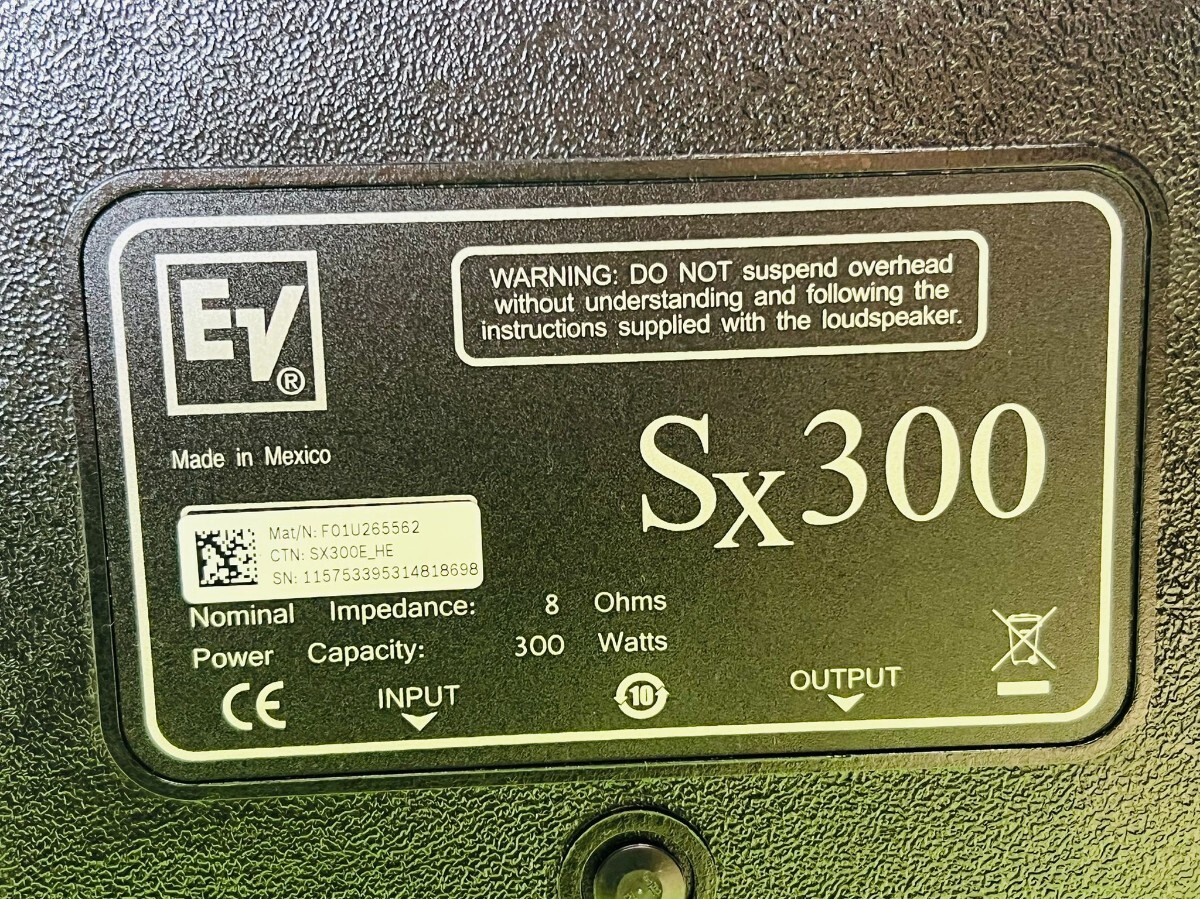 EV®
WARNING: DO NOT suspend overhead
without understanding and following the
instructions supplied with the loudspeaker.
Made in Mexico
Sx300
Mat/N: F01U265562
CTN: SX300E_HE
SN: 115753395314818698
Nominal Impedance: 8 Ohms
Power Capacity: 300 Watts
CE
INPUT
10
OUTPUT